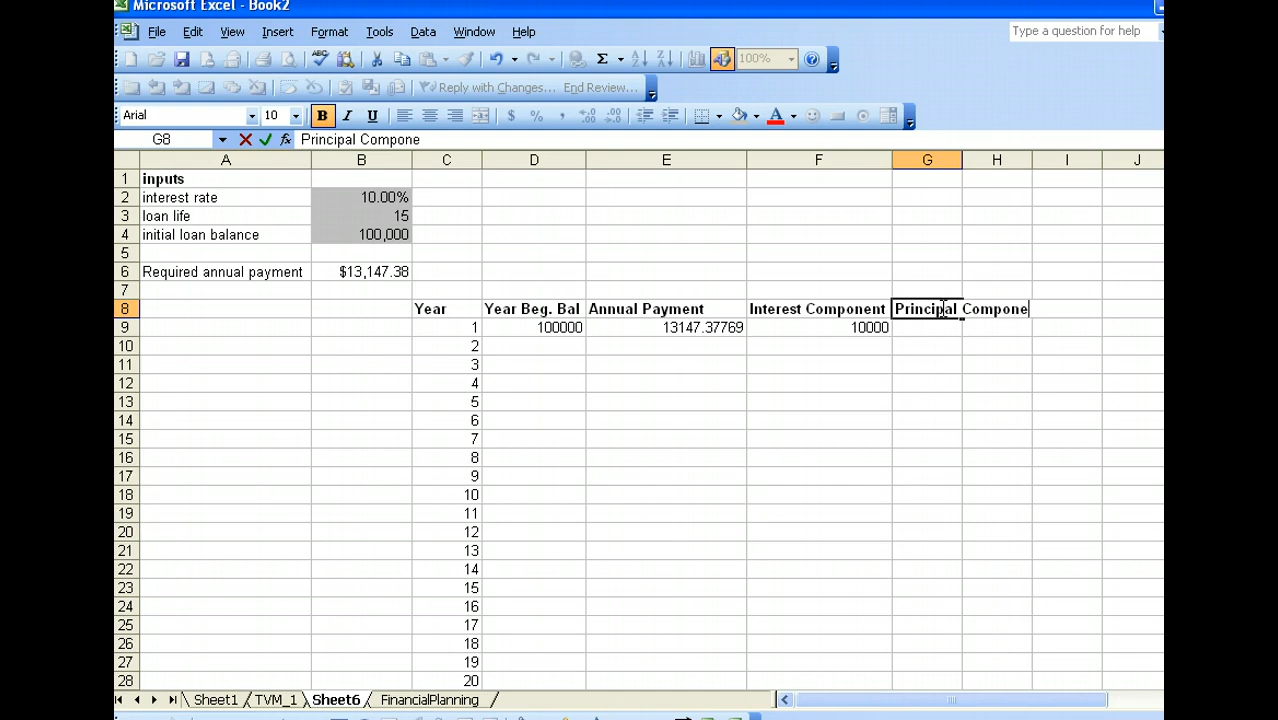 Microsoft Excel - Book2
File Edit View Insert Format Tools Data Window Help Type a question for help
Σ 100%
Reply with Changes... End Review...
Arial 10 B I U $ % , A
G8 fx Principal Compone
A B C D E F G H I J
1 inputs
2 interest rate 10.00%
3 loan life 15
4 initial loan balance 100,000
5
6 Required annual payment $13,147.38
7
8 Year Year Beg. Bal Annual Payment Interest Component Principal Compone
9 1 100000 13147.37769 10000
10 2
11 3
12 4
13 5
14 6
15 7
16 8
17 9
18 10
19 11
20 12
21 13
22 14
23 15
24 16
25 17
26 18
27 19
28 20
Sheet1 TVM_1 Sheet6 FinancialPlanning